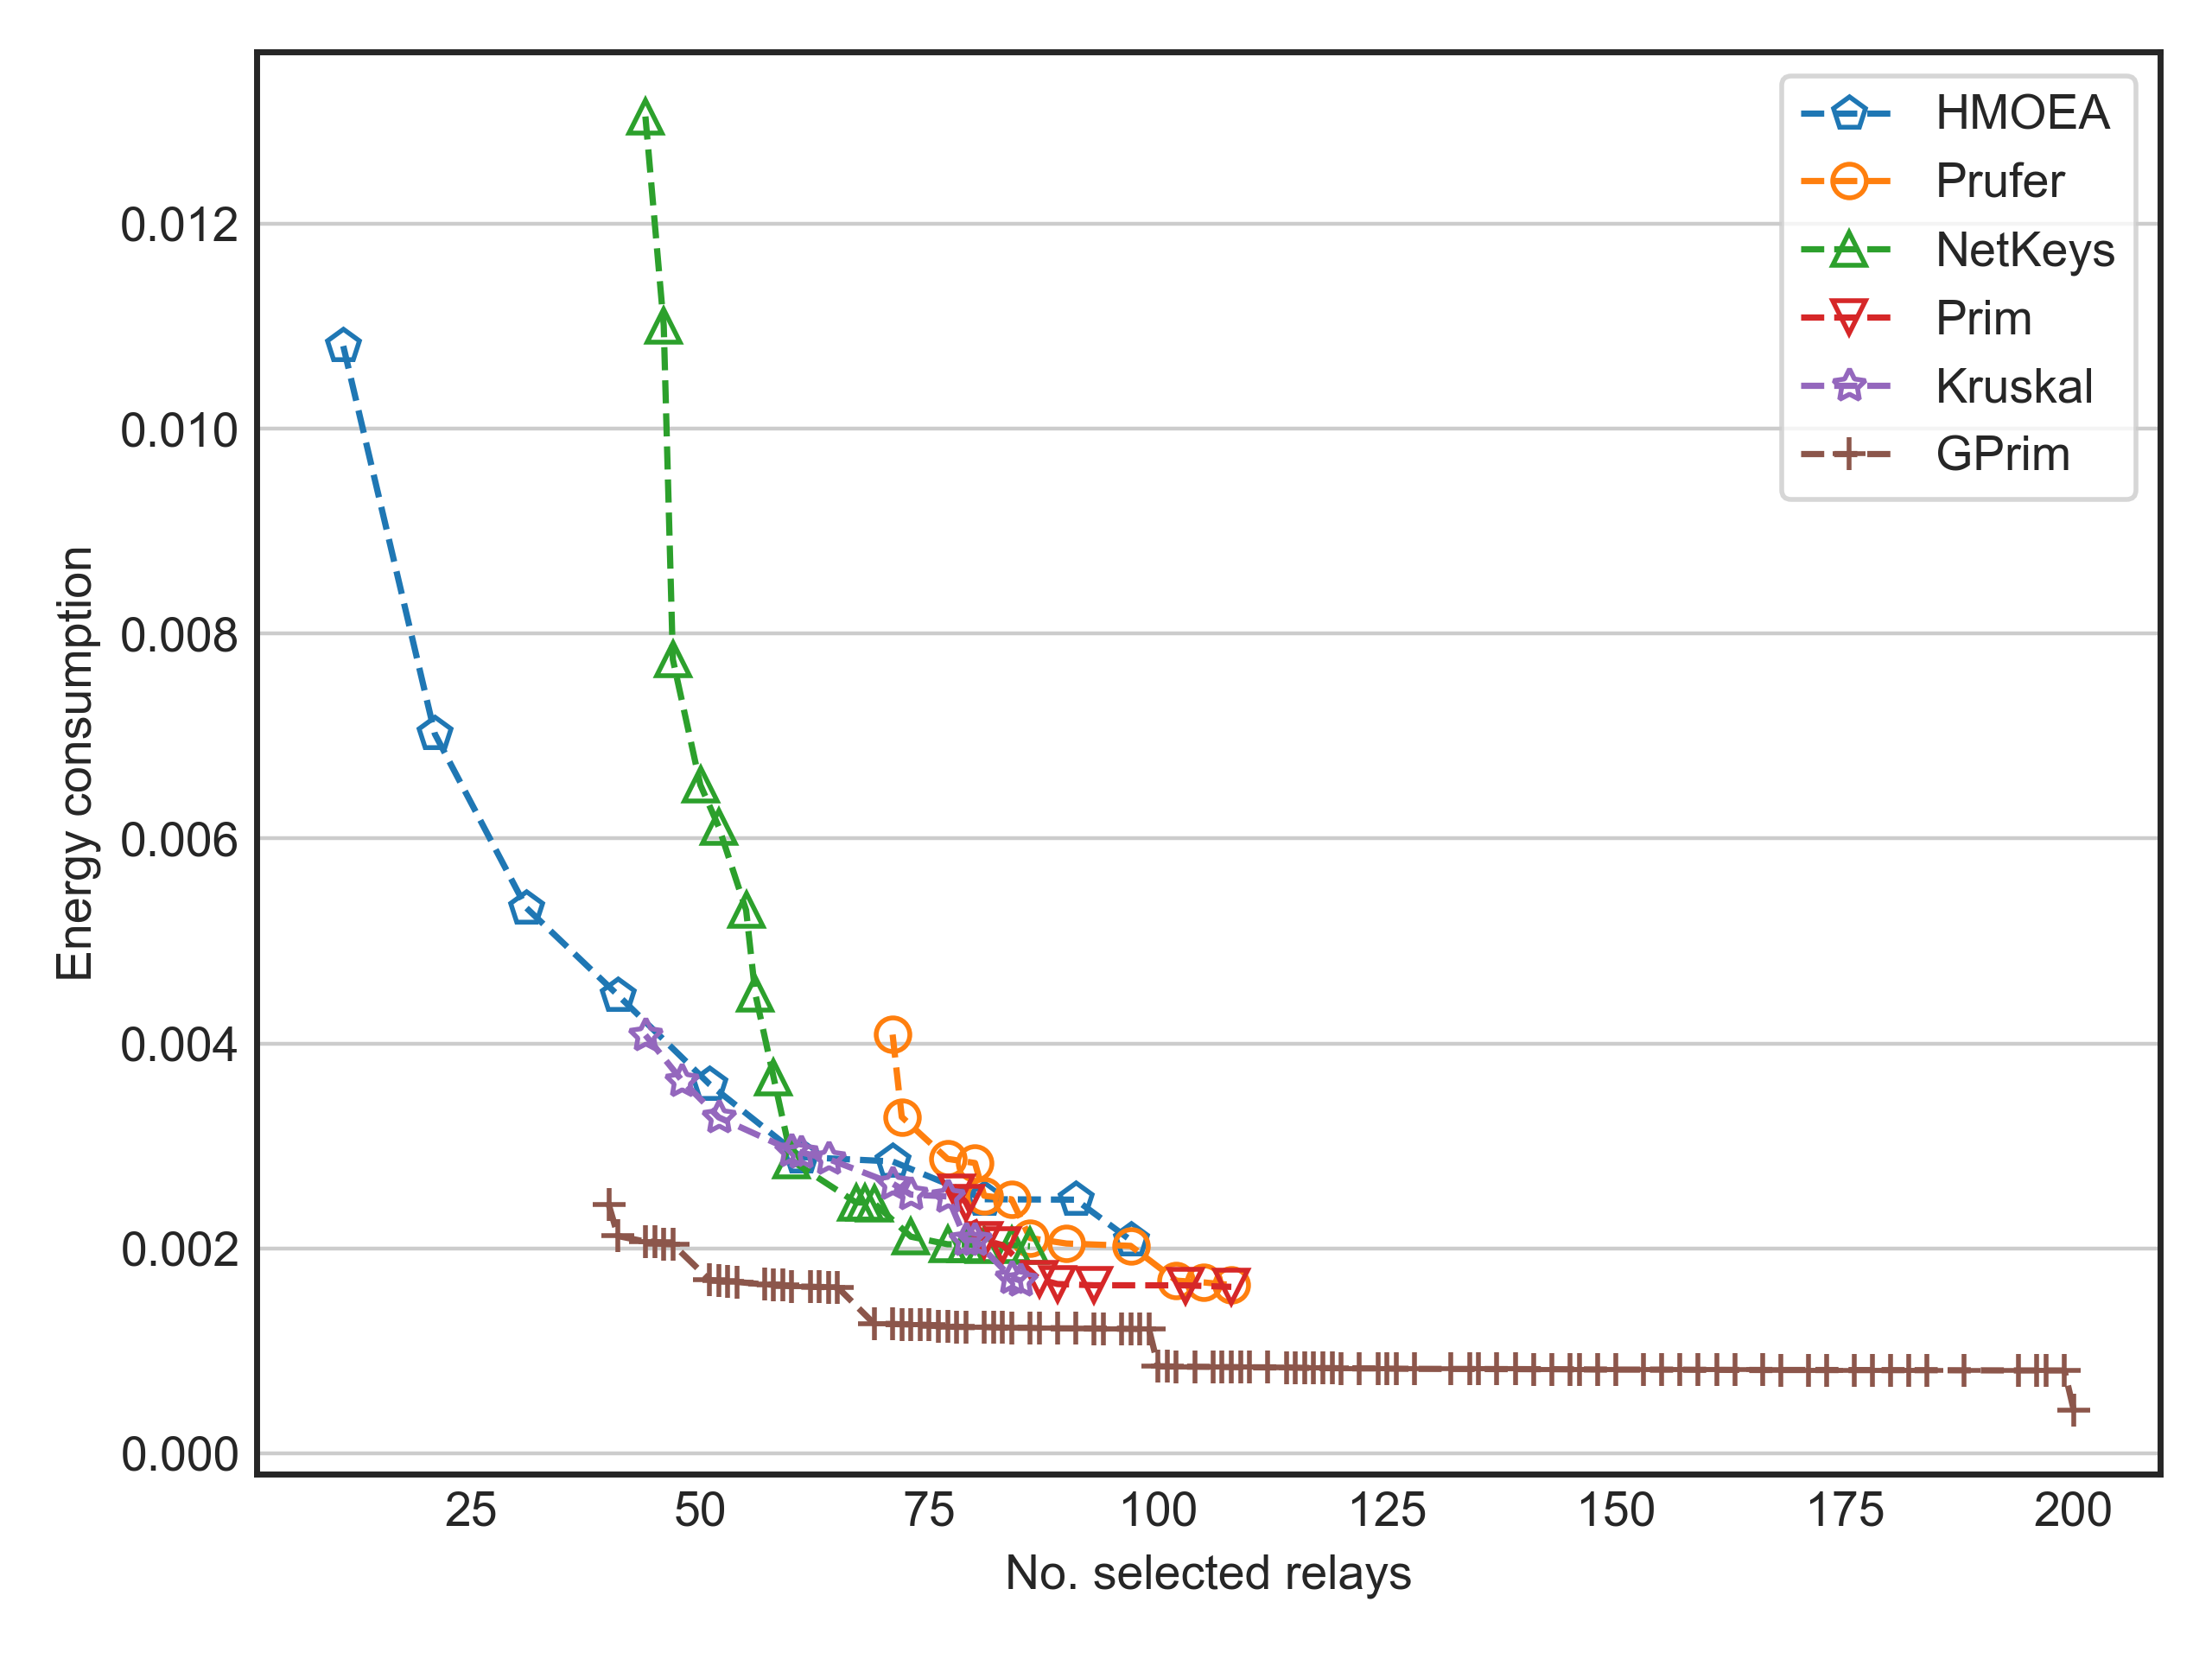 HMOEA
Prufer
NetKeys
Prim
Kruskal
GPrim
Energy consumption
0.012
0.010
0.008
0.006
0.004
0.002
0.000
25 50 75 100 125 150 175 200
No. selected relays